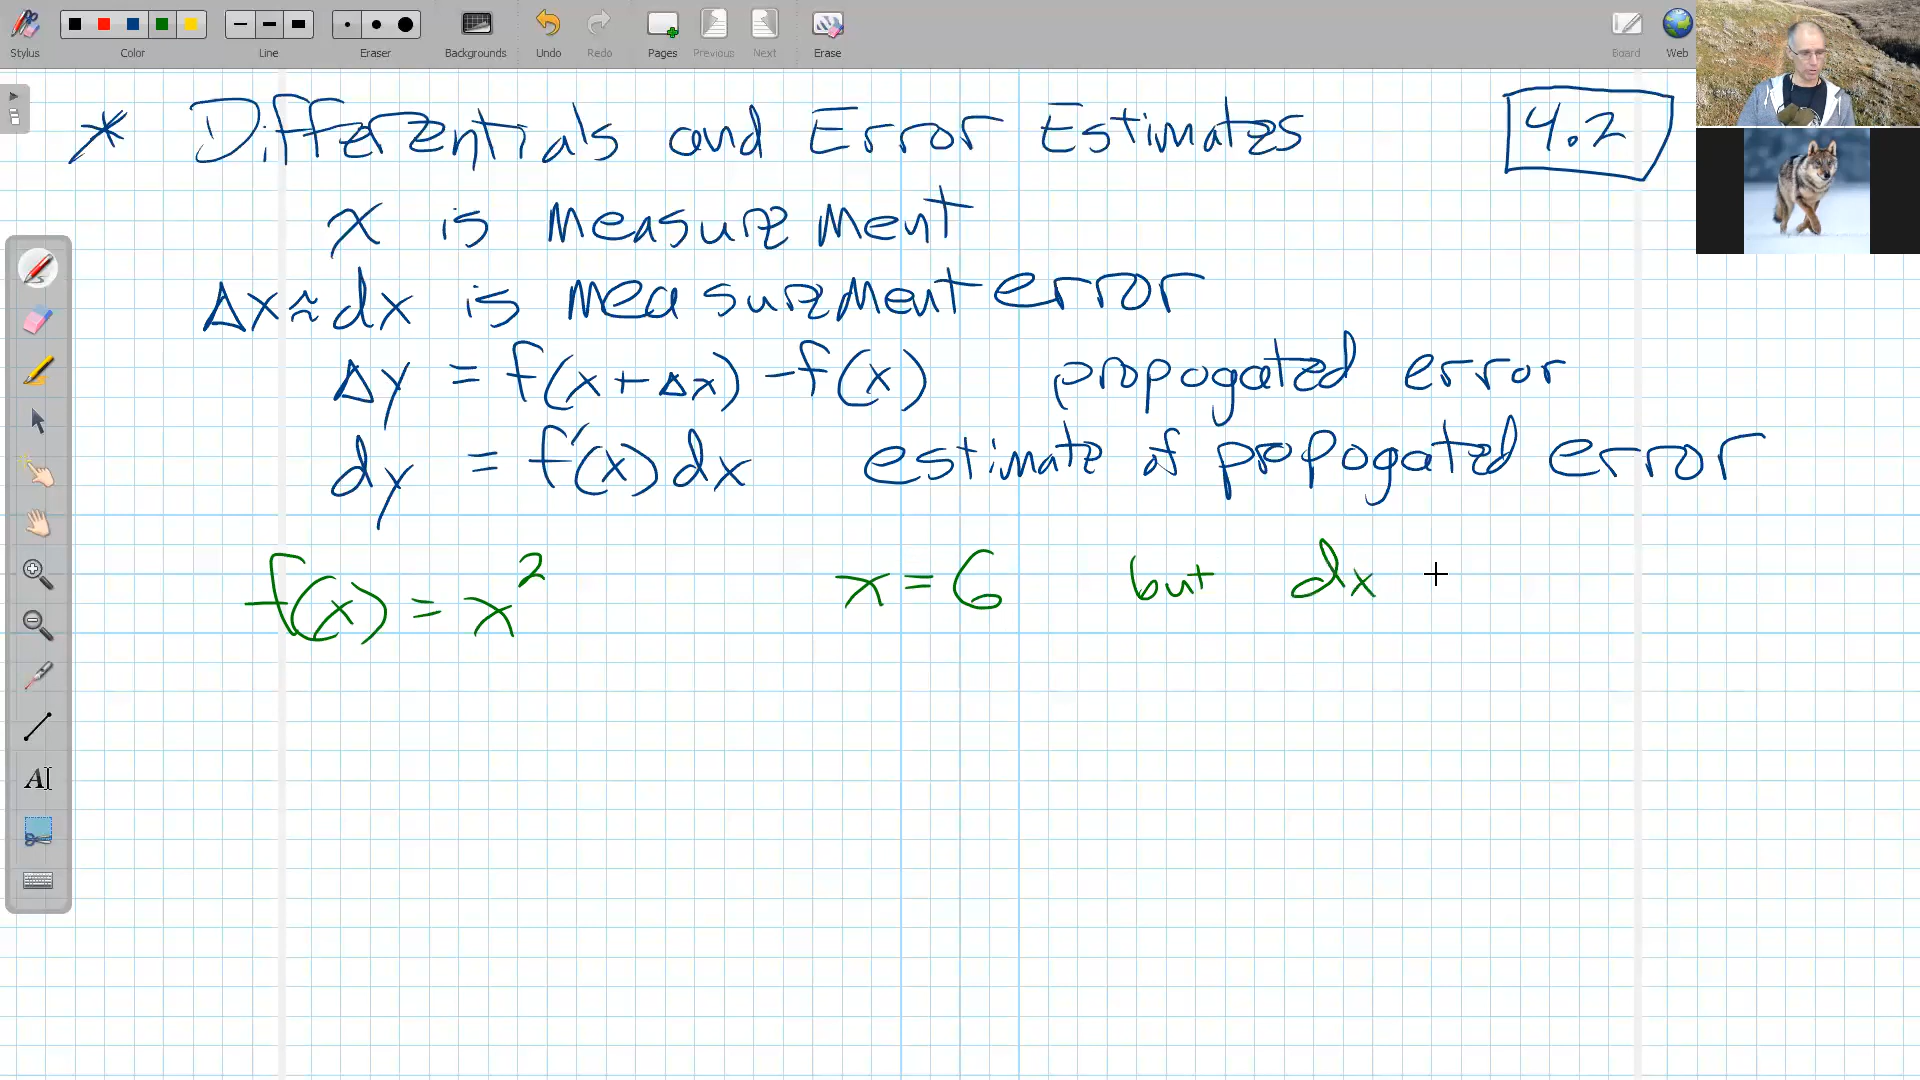 Stylus Color Line Eraser Backgrounds Undo Redo Pages Previous Next Erase Board Web
* Differentials and Error Estimates 4.2
x is measurement
Δx ≈ dx is measurement error
Δy = f(x+Δx) - f(x) propogated error
dy = f'(x) dx estimate of propogated error
f(x) = x² x = 6 but dx
AI